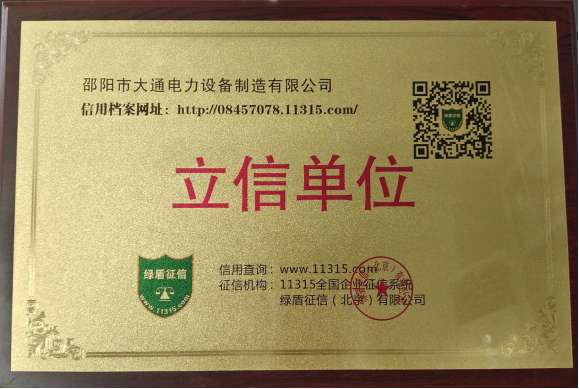 邵阳市大通电力设备制造有限公司
信用档案网址：http://08457078.11315.com/
立信单位
绿盾征信
www.11315.com
信用查询：www.11315.com
征信机构：11315全国企业征信系统
绿盾征信（北京）有限公司